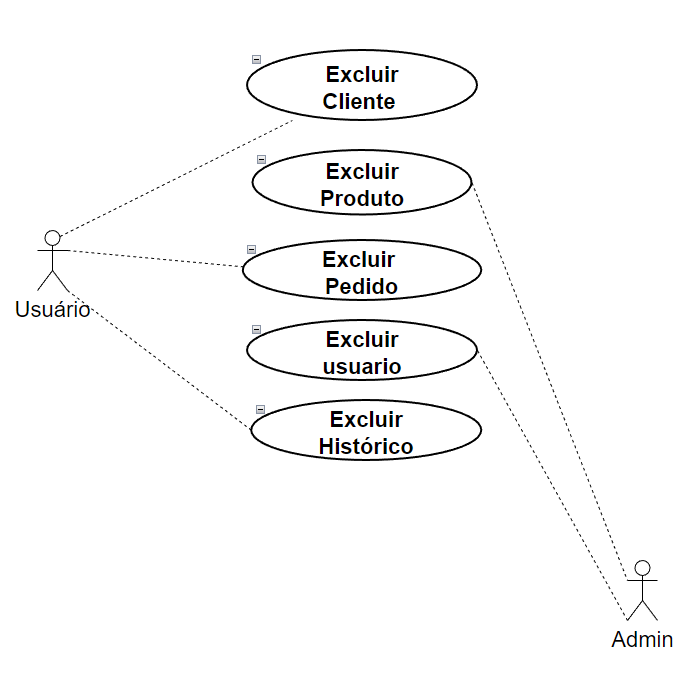 Excluir
Cliente
Excluir
Produto
Excluir
Pedido
Usuário
Excluir
usuario
Excluir
Histórico
Admin